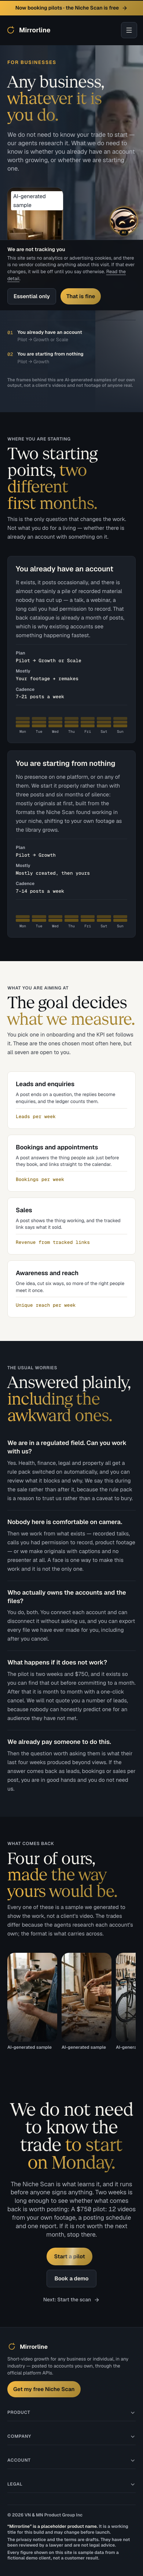 Now booking pilots · the Niche Scan is free →
Mirrorline
FOR BUSINESSES
Any business,
whatever it is
you do.
We do not need to know your trade to start —
our agents research it. What we do need to
know is whether you already have an account
worth growing, or whether we are starting
one.
AI-generated
sample
We are not tracking you
This site sets no analytics or advertising cookies, and there
is no vendor collecting anything about this visit. If that ever
changes, it will be off until you say otherwise. Read the
detail.
Essential only
That is fine
01 You already have an account
Pilot → Growth or Scale
02 You are starting from nothing
Pilot → Growth
The frames behind this are AI-generated samples of our own
output, not a client's videos and not footage of anyone real.
WHERE YOU ARE STARTING
Two starting
points, two
different
first months.
This is the only question that changes the work.
Not what you do for a living — whether there is
already an account with something on it.
You already have an account
It exists, it posts occasionally, and there is
almost certainly a pile of recorded material
nobody has cut up — a talk, a webinar, a
long call you had permission to record. That
back catalogue is already a month of posts,
which is why existing accounts see
something happening fastest.
Plan
Pilot → Growth or Scale
Mostly
Your footage + remakes
Cadence
7–21 posts a week
Mon Tue Wed Thu Fri Sat Sun
You are starting from nothing
No presence on one platform, or on any of
them. We start it properly rather than with
three posts and six months of silence:
mostly originals at first, built from the
formats the Niche Scan found working in
your niche, shifting to your own footage as
the library grows.
Plan
Pilot → Growth
Mostly
Mostly created, then yours
Cadence
7–14 posts a week
Mon Tue Wed Thu Fri Sat Sun
WHAT YOU ARE AIMING AT
The goal decides
what we measure.
You pick one in onboarding and the KPI set follows
it. These are the ones chosen most often here, but
all seven are open to you.
Leads and enquiries
A post ends on a question, the replies become
enquiries, and the ledger counts them.
Leads per week
Bookings and appointments
A post answers the thing people ask just before
they book, and links straight to the calendar.
Bookings per week
Sales
A post shows the thing working, and the tracked
link says what it sold.
Revenue from tracked links
Awareness and reach
One idea, cut six ways, so more of the right people
meet it once.
Unique reach per week
THE USUAL WORRIES
Answered plainly,
including the
awkward ones.
We are in a regulated field. Can you work
with us?
Yes. Health, finance, legal and property all get a
rule pack switched on automatically, and you can
review what it blocks and why. We say this during
the sale rather than after it, because the rule pack
is a reason to trust us rather than a caveat to bury.
Nobody here is comfortable on camera.
Then we work from what exists — recorded talks,
calls you had permission to record, product footage
— or we make originals with captions and no
presenter at all. A face is one way to make this
work and it is not the only one.
Who actually owns the accounts and the
files?
You do, both. You connect each account and can
disconnect it without asking us, and you can export
every file we have ever made for you, including
after you cancel.
What happens if it does not work?
The pilot is two weeks and $750, and it exists so
you can find that out before committing to a month.
After that it is month to month with a one-click
cancel. We will not quote you a number of leads,
because nobody can honestly predict one for an
audience they have not met.
We already pay someone to do this.
Then the question worth asking them is what their
last four weeks produced beyond views. If the
answer comes back as leads, bookings or sales per
post, you are in good hands and you do not need
us.
WHAT COMES BACK
Four of ours,
made the way
yours would be.
Every one of these is a sample we generated to
show the work, not a client's video. The trades
differ because the agents research each account's
own; the format is what carries across.
AI-generated sample
AI-generated sample
We do not need
to know the
trade to start
on Monday.
The Niche Scan is what learns it, and it runs
before anyone signs anything. Two weeks is
long enough to see whether what comes
back is worth posting: A $758 pilot: 12 videos
from your own footage, a posting schedule
and one report. If it is not worth the next
month, stop there.
Start a pilot
Book a demo
Next: Start the scan →
Mirrorline
Short-video growth for any business or individual, in any
industry — posted to accounts you own, through the
official platform APIs.
Get my free Niche Scan
PRODUCT
COMPANY
ACCOUNT
LEGAL
© 2026 VN & MN Product Group Inc
"Mirrorline" is a placeholder product name. It is a working
title for this build and may change before launch.
The privacy notice and the terms are drafts. They have not
been reviewed by a lawyer and are not legal advice.
Every figure shown on this site is sample data from a
fictional demo client, not a customer result.